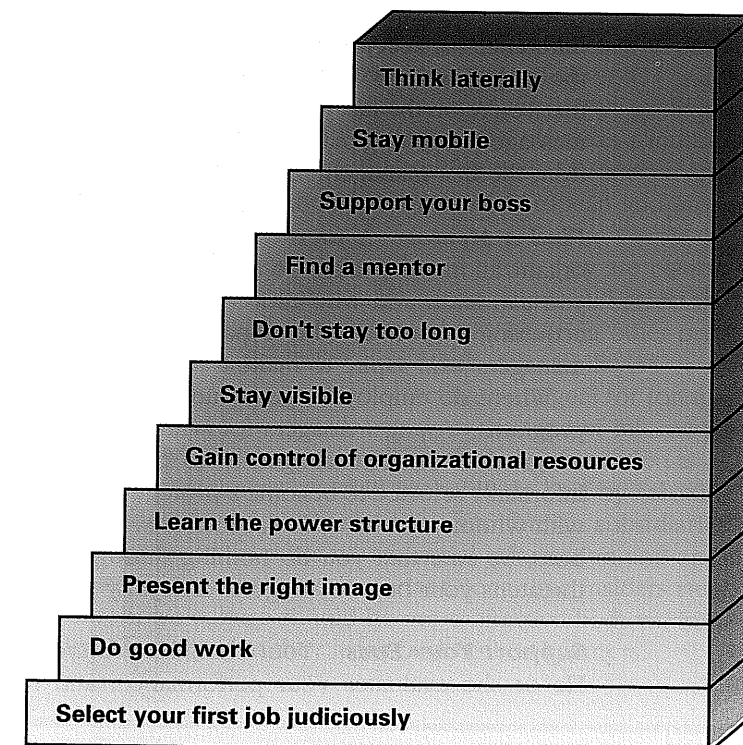 Think laterally
Stay mobile
Support your boss
Find a mentor
Don't stay too long
Stay visible
Gain control of organizational resources
Learn the power structure
Present the right image
Do good work
Select your first job judiciously